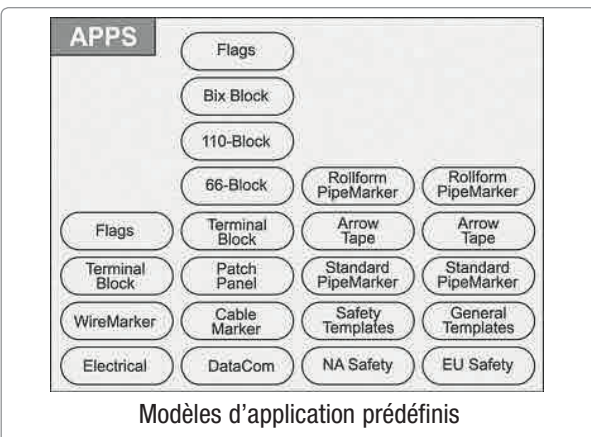 APPS
Flags
Bix Block
110-Block
66-Block
Rollform
PipeMarker
Rollform
PipeMarker
Flags
Terminal
Block
Arrow
Tape
Arrow
Tape
Terminal
Block
Patch
Panel
Standard
PipeMarker
Standard
PipeMarker
WireMarker
Cable
Marker
Safety
Templates
General
Templates
Electrical
DataCom
NA Safety
EU Safety
Modèles d'application prédéfinis